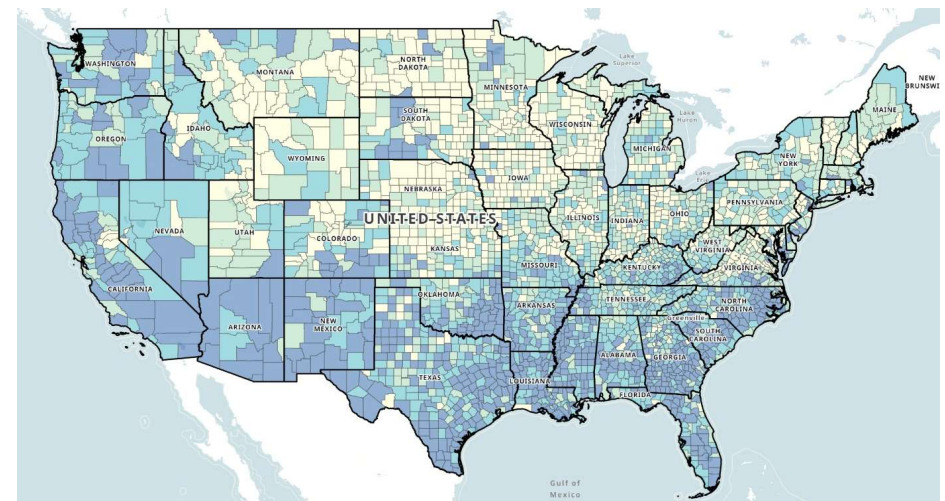 WASHINGTON
MONTANA
NORTH
DAKOTA
MINNESOTA
Lake
Superior
NEW
BRUNSWI
MAINE
OREGON
IDAHO
SOUTH
DAKOTA
WISCONSIN
Lake
Huron
MICHIGAN
WYOMING
NEW
YORK
Lake
Erie
IOWA
NEBRASKA
PENNSYLVANIA
UNITED STATES
NEVADA
UTAH
COLORADO
ILLINOIS
INDIANA
OHIO
KANSAS
MISSOURI
WEST
VIRGINIA
VIRGINIA
KENTUCKY
CALIFORNIA
OKLAHOMA
ARKANSAS
TENNESSEE
NORTH
CAROLINA
Greenville
ARIZONA
NEW
MEXICO
SOUTH
CAROLINA
ALABAMA
GEORGIA
TEXAS
LOUISIANA
FLORIDA
Gulf of
Mexico